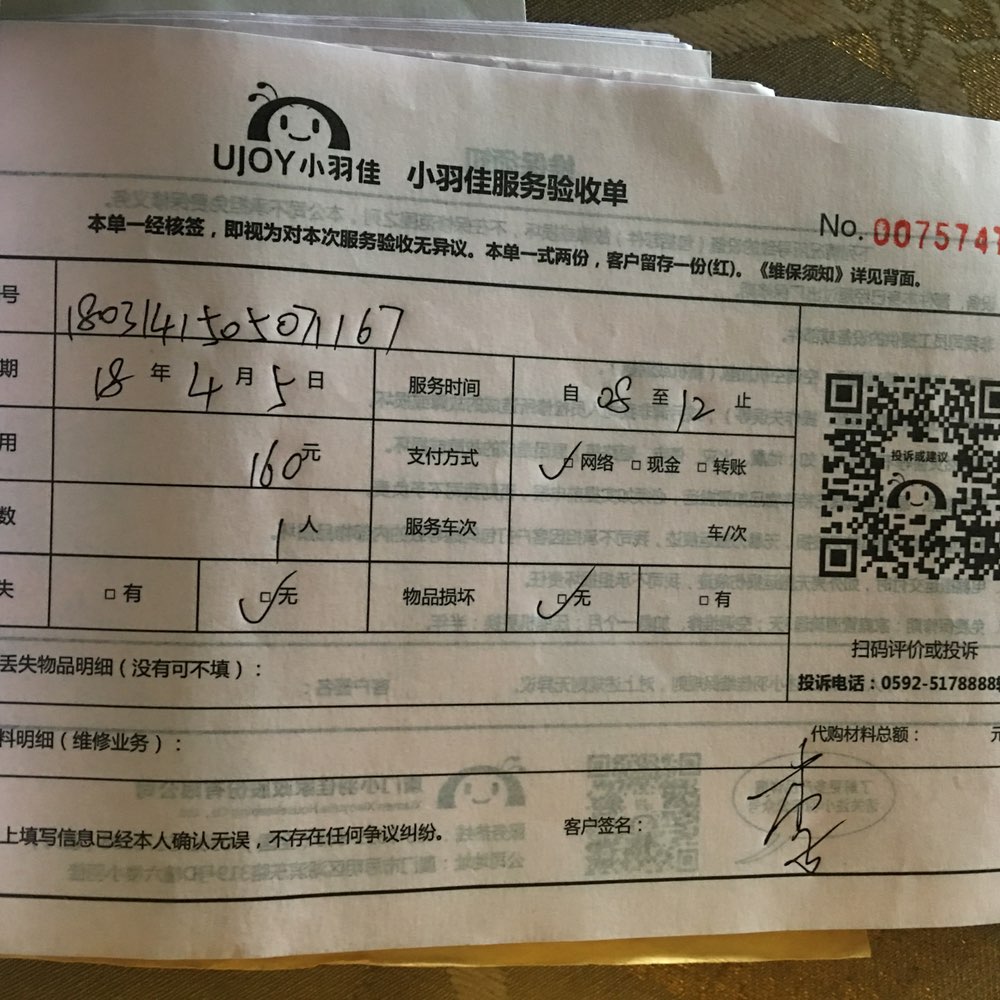 UJOY小羽佳 小羽佳服务验收单
No. 0075747
本单一经核签，即视为对本次服务验收无异议。本单一式两份，客户留存一份(红)。《维保须知》详见背面。
号 1803141505071167
期 18 年 4 月 5 日 服务时间 自 08 至 12 止
用 160元 支付方式 ✓□网络 □现金 □转账
投诉或建议
数 1人 服务车次 车/次
失 □有 ✓□无 物品损坏 ✓□无 □有
扫码评价或投诉
丢失物品明细（没有可不填）：
投诉电话：0592-5178888
料明细（维修业务）： 代购材料总额： 元
上填写信息已经本人确认无误，不存在任何争议纠纷。 客户签名：